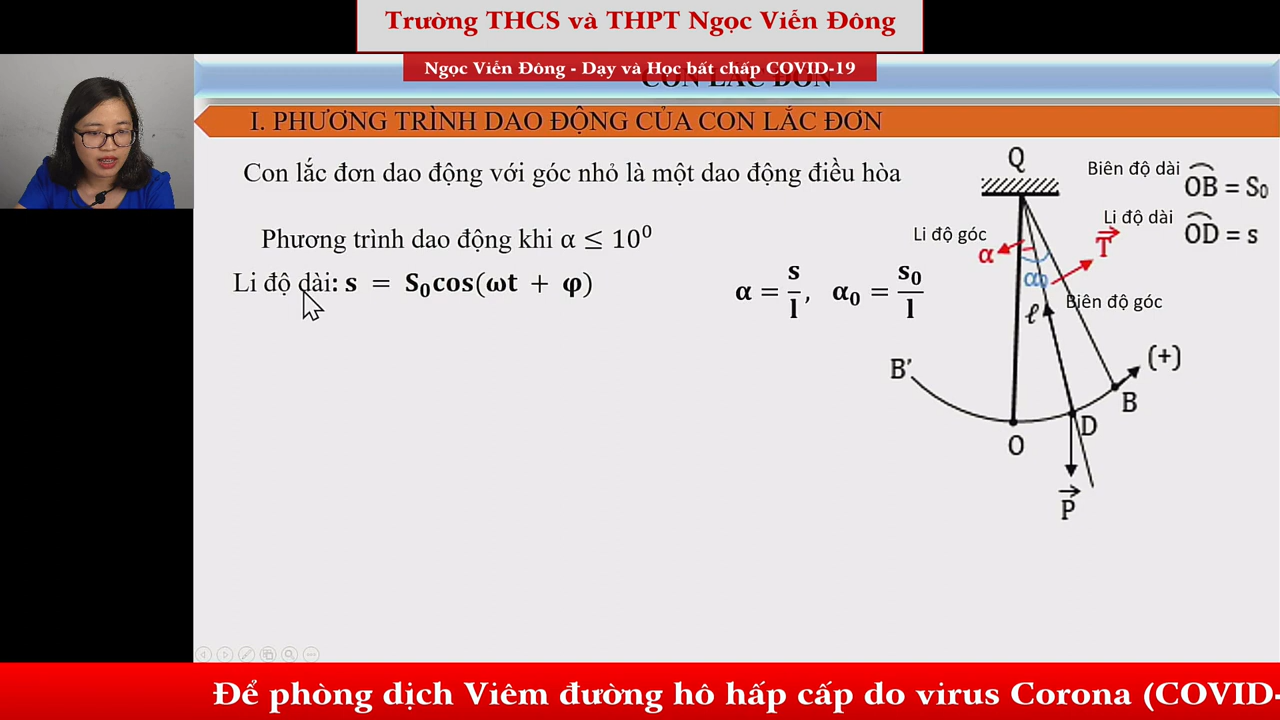 Trường THCS và THPT Ngọc Viễn Đông
Ngọc Viễn Đông - Dạy và Học bất chấp COVID-19
CON LẮC ĐƠN
I. PHƯƠNG TRÌNH DAO ĐỘNG CỦA CON LẮC ĐƠN
Con lắc đơn dao động với góc nhỏ là một dao động điều hòa
Phương trình dao động khi α ≤ 10⁰
Li độ dài: s = S₀cos(ωt + φ)
α = s/l, α₀ = s₀/l
Q
Biên độ dài OB = S₀
Li độ dài OD = s
Li độ góc
α
T
α₀
Biên độ góc
ℓ
B'
(+)
B
D
O
P
Để phòng dịch Viêm đường hô hấp cấp do virus Corona (COVID-